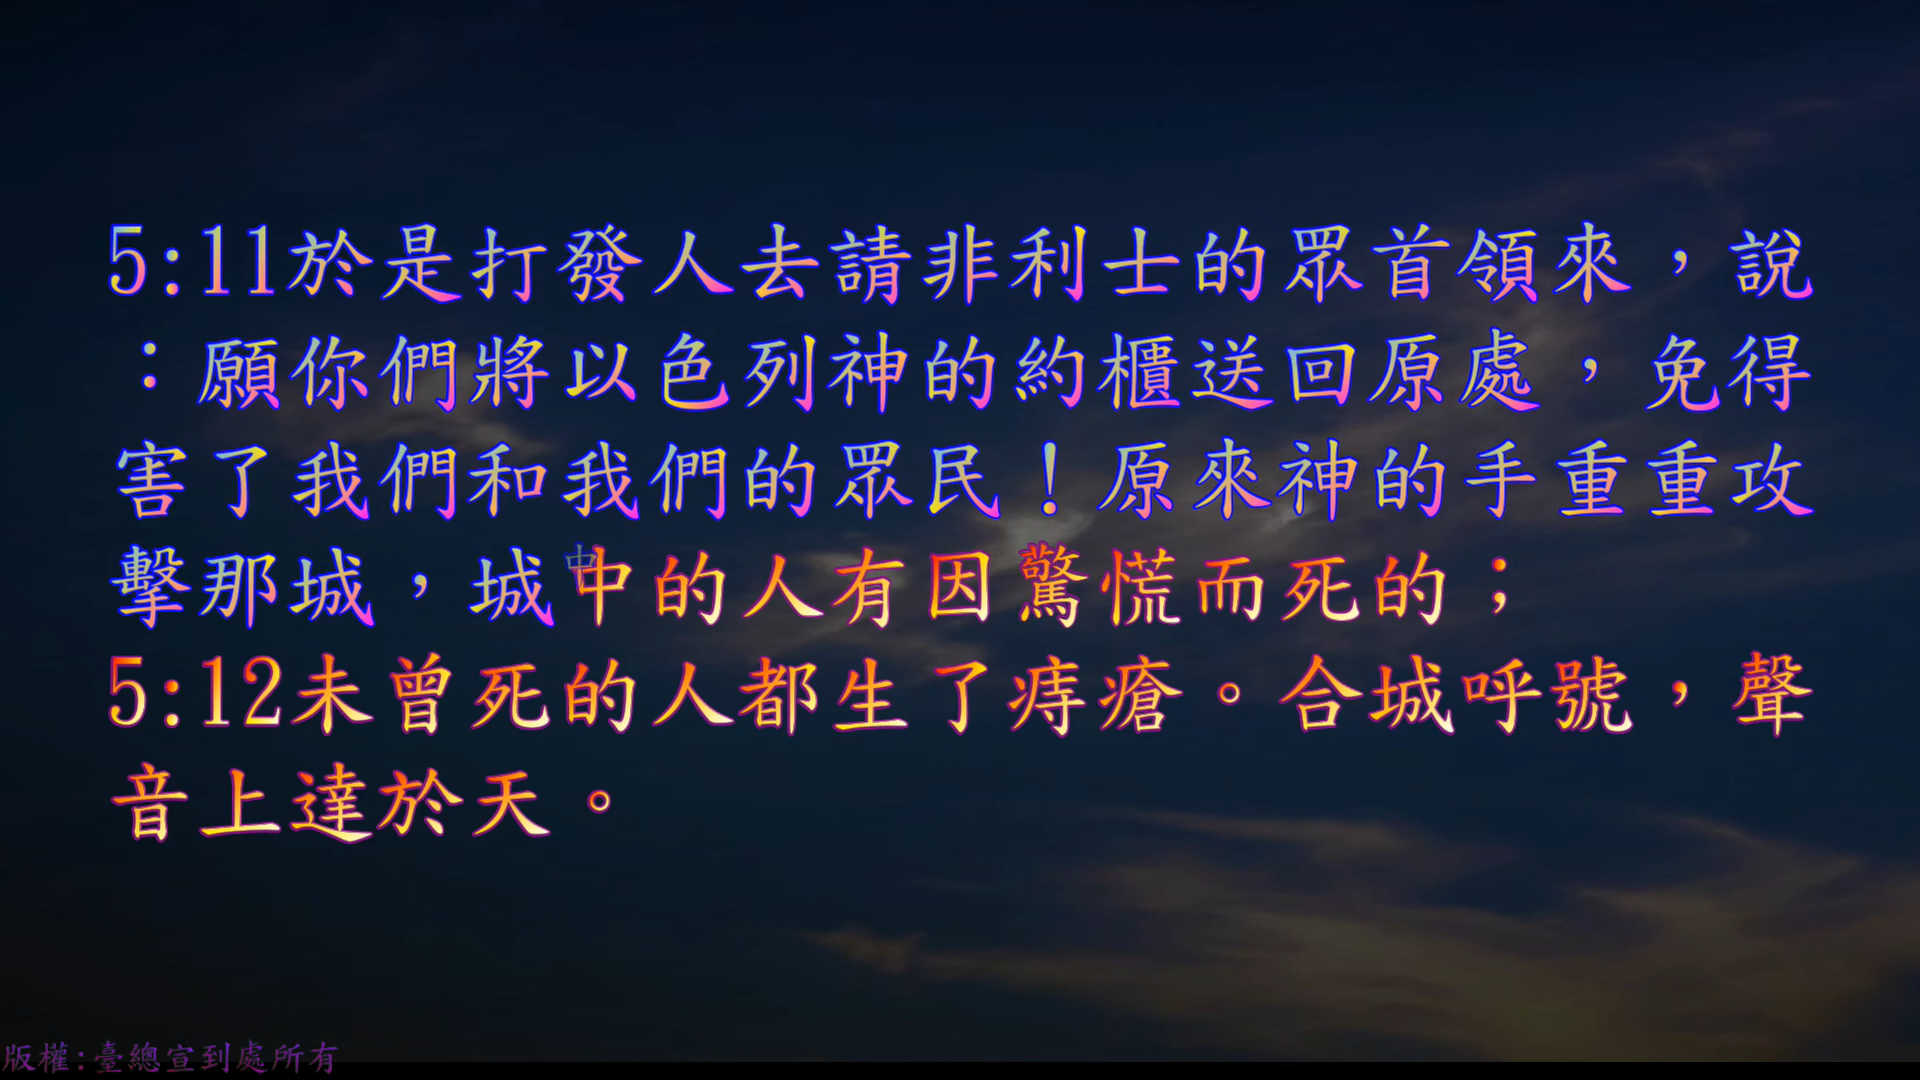 5:11於是打發人去請非利士的眾首領來，說
：願你們將以色列神的約櫃送回原處，免得
害了我們和我們的眾民！原來神的手重重攻
擊那城，城中的人有因驚慌而死的；
5:12未曾死的人都生了痔瘡。合城呼號，聲
音上達於天。
版權:臺總宣到處所有